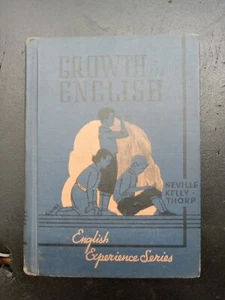 GROWTH in
ENGLISH
NEVILLE
KELLY •
THORP
English
Experience Series